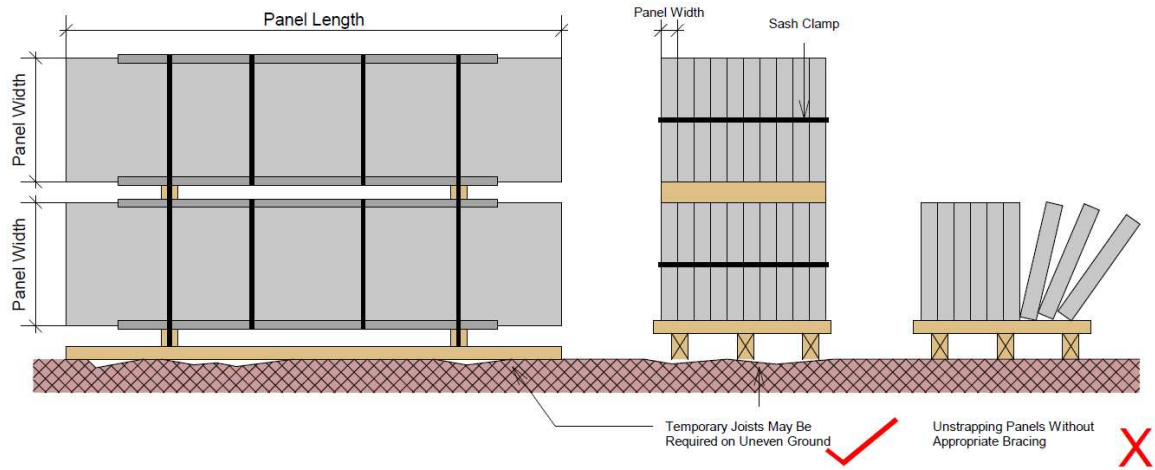 Panel Length
Panel Width
Panel Width
Panel Width
Sash Clamp
Temporary Joists May Be
Required on Uneven Ground
Unstrapping Panels Without
Appropriate Bracing
X